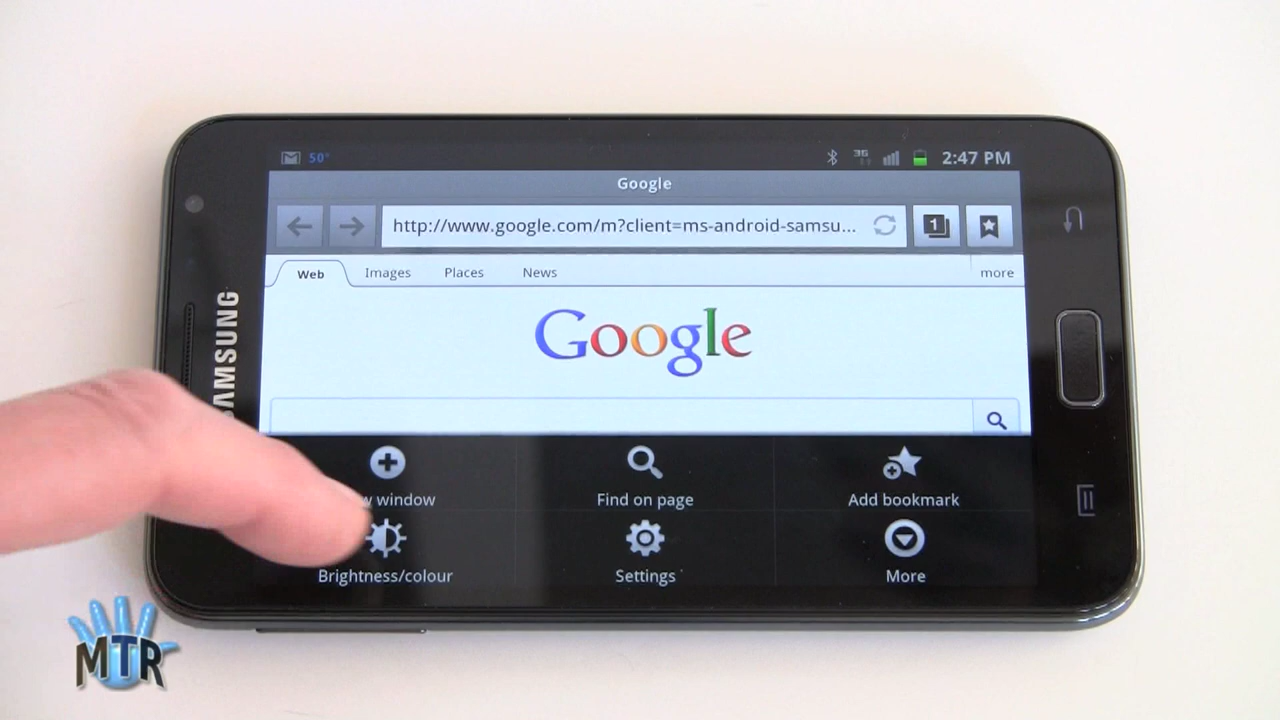 50°
3G
2:47 PM
Google
http://www.google.com/m?client=ms-android-samsu...
1
Web
Images
Places
News
more
Google
SAMSUNG
window
Find on page
Add bookmark
Brightness/colour
Settings
More
MTR